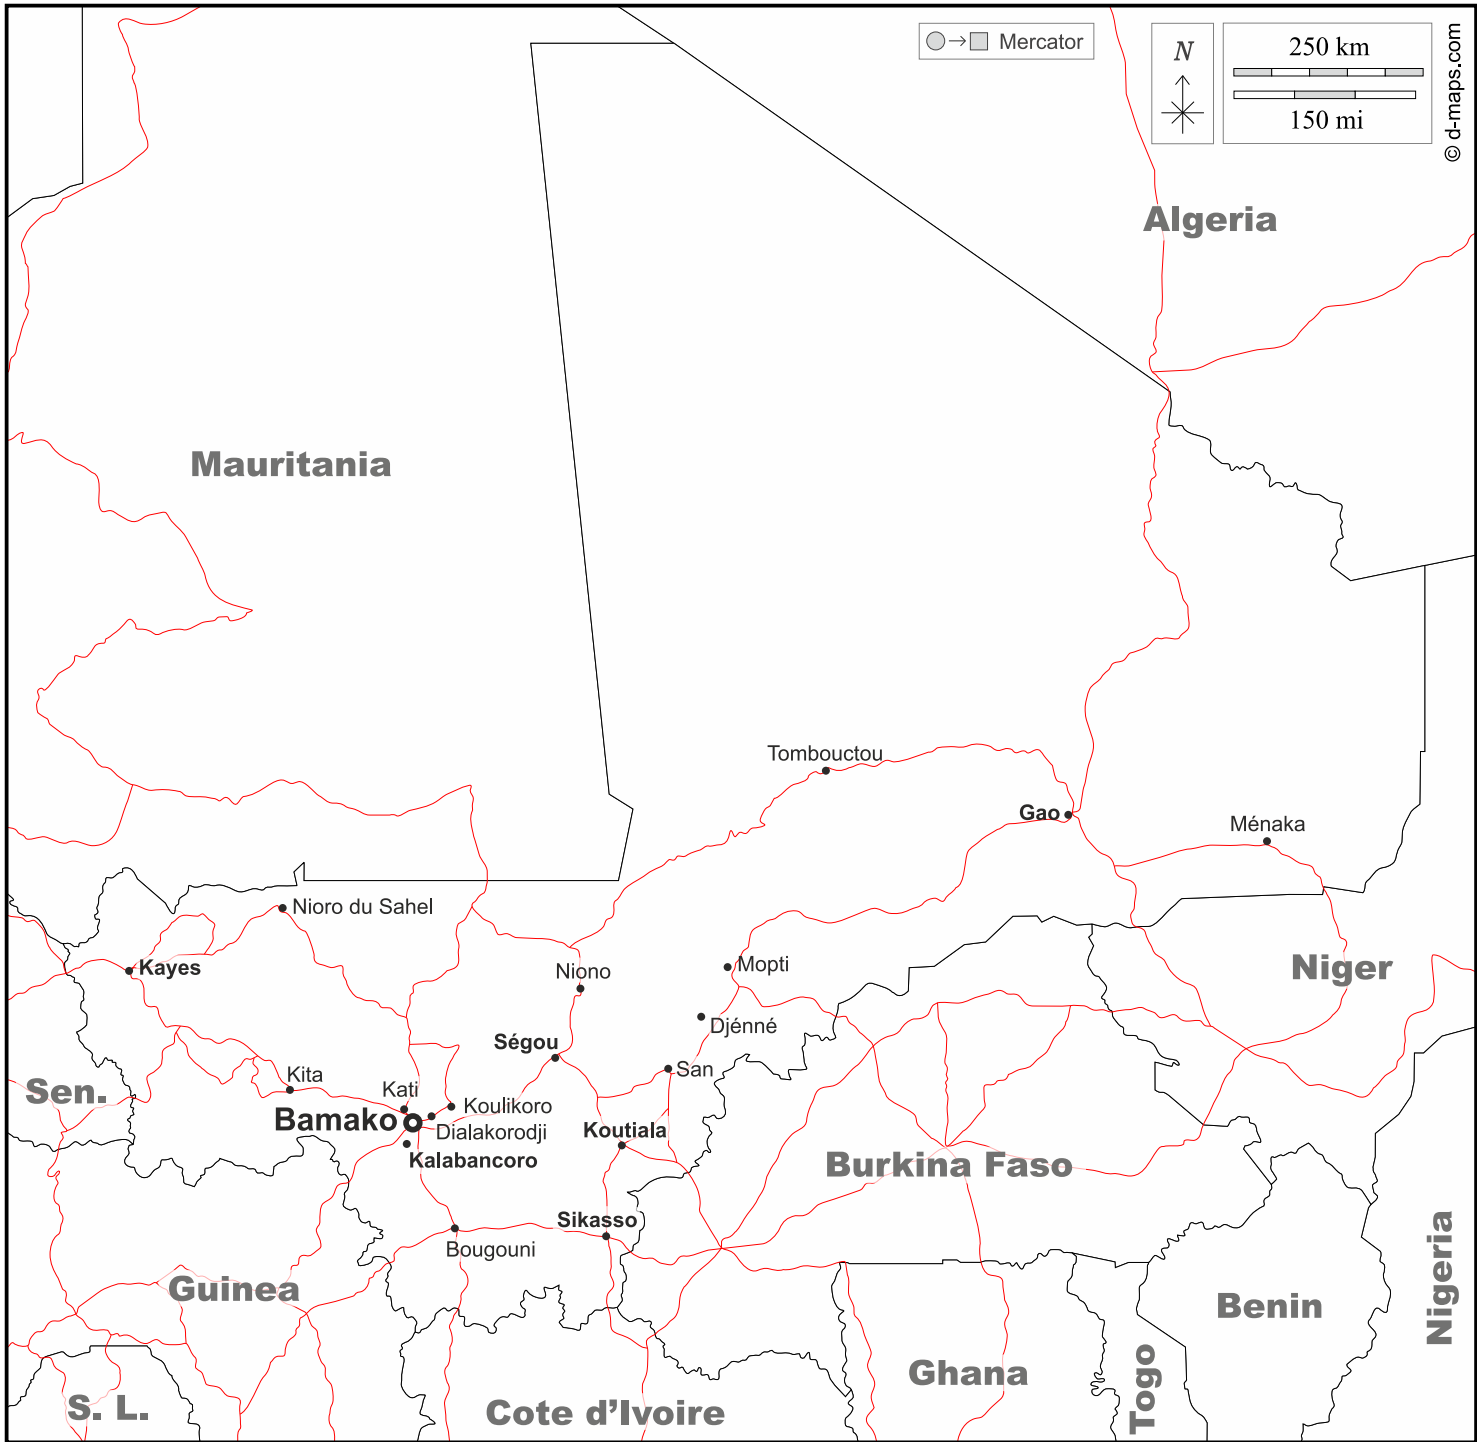 Mercator
N
250 km
150 mi
© d-maps.com
Algeria
Mauritania
Tombouctou
Gao
Ménaka
Nioro du Sahel
Kayes
Mopti
Niger
Niono
Djénné
Ségou
San
Kita
Sen.
Kati
Koulikoro
Bamako
Dialakorodji
Koutiala
Kalabancoro
Burkina Faso
Sikasso
Bougouni
Guinea
Benin
Nigeria
Ghana
Togo
S. L.
Cote d'Ivoire